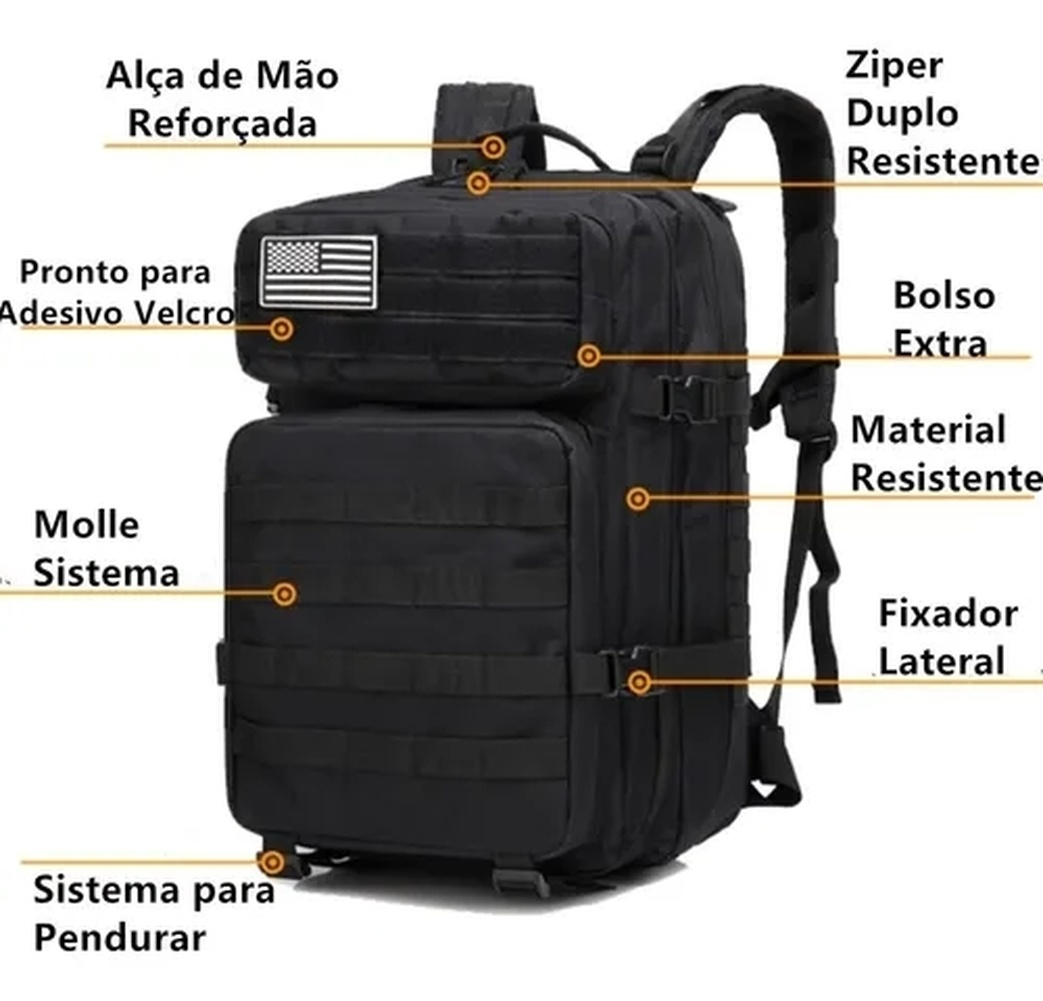 Alça de Mão
Reforçada
Ziper
Duplo
Resistente
Pronto para
Adesivo Velcro
Bolso
Extra
Material
Resistente
Molle
Sistema
Fixador
Lateral
Sistema para
Pendurar